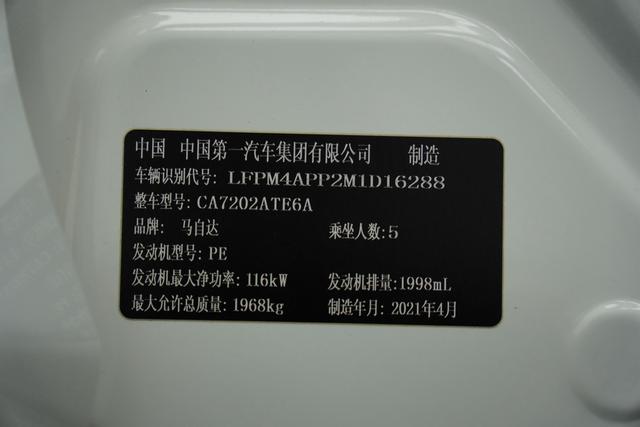 中国 中国第一汽车集团有限公司 制造
车辆识别代号: LFPM4APP2M1D16288
整车型号: CA7202ATE6A
品牌: 马自达 乘坐人数: 5
发动机型号: PE
发动机最大净功率: 116kW 发动机排量: 1998mL
最大允许总质量: 1968kg 制造年月: 2021年4月